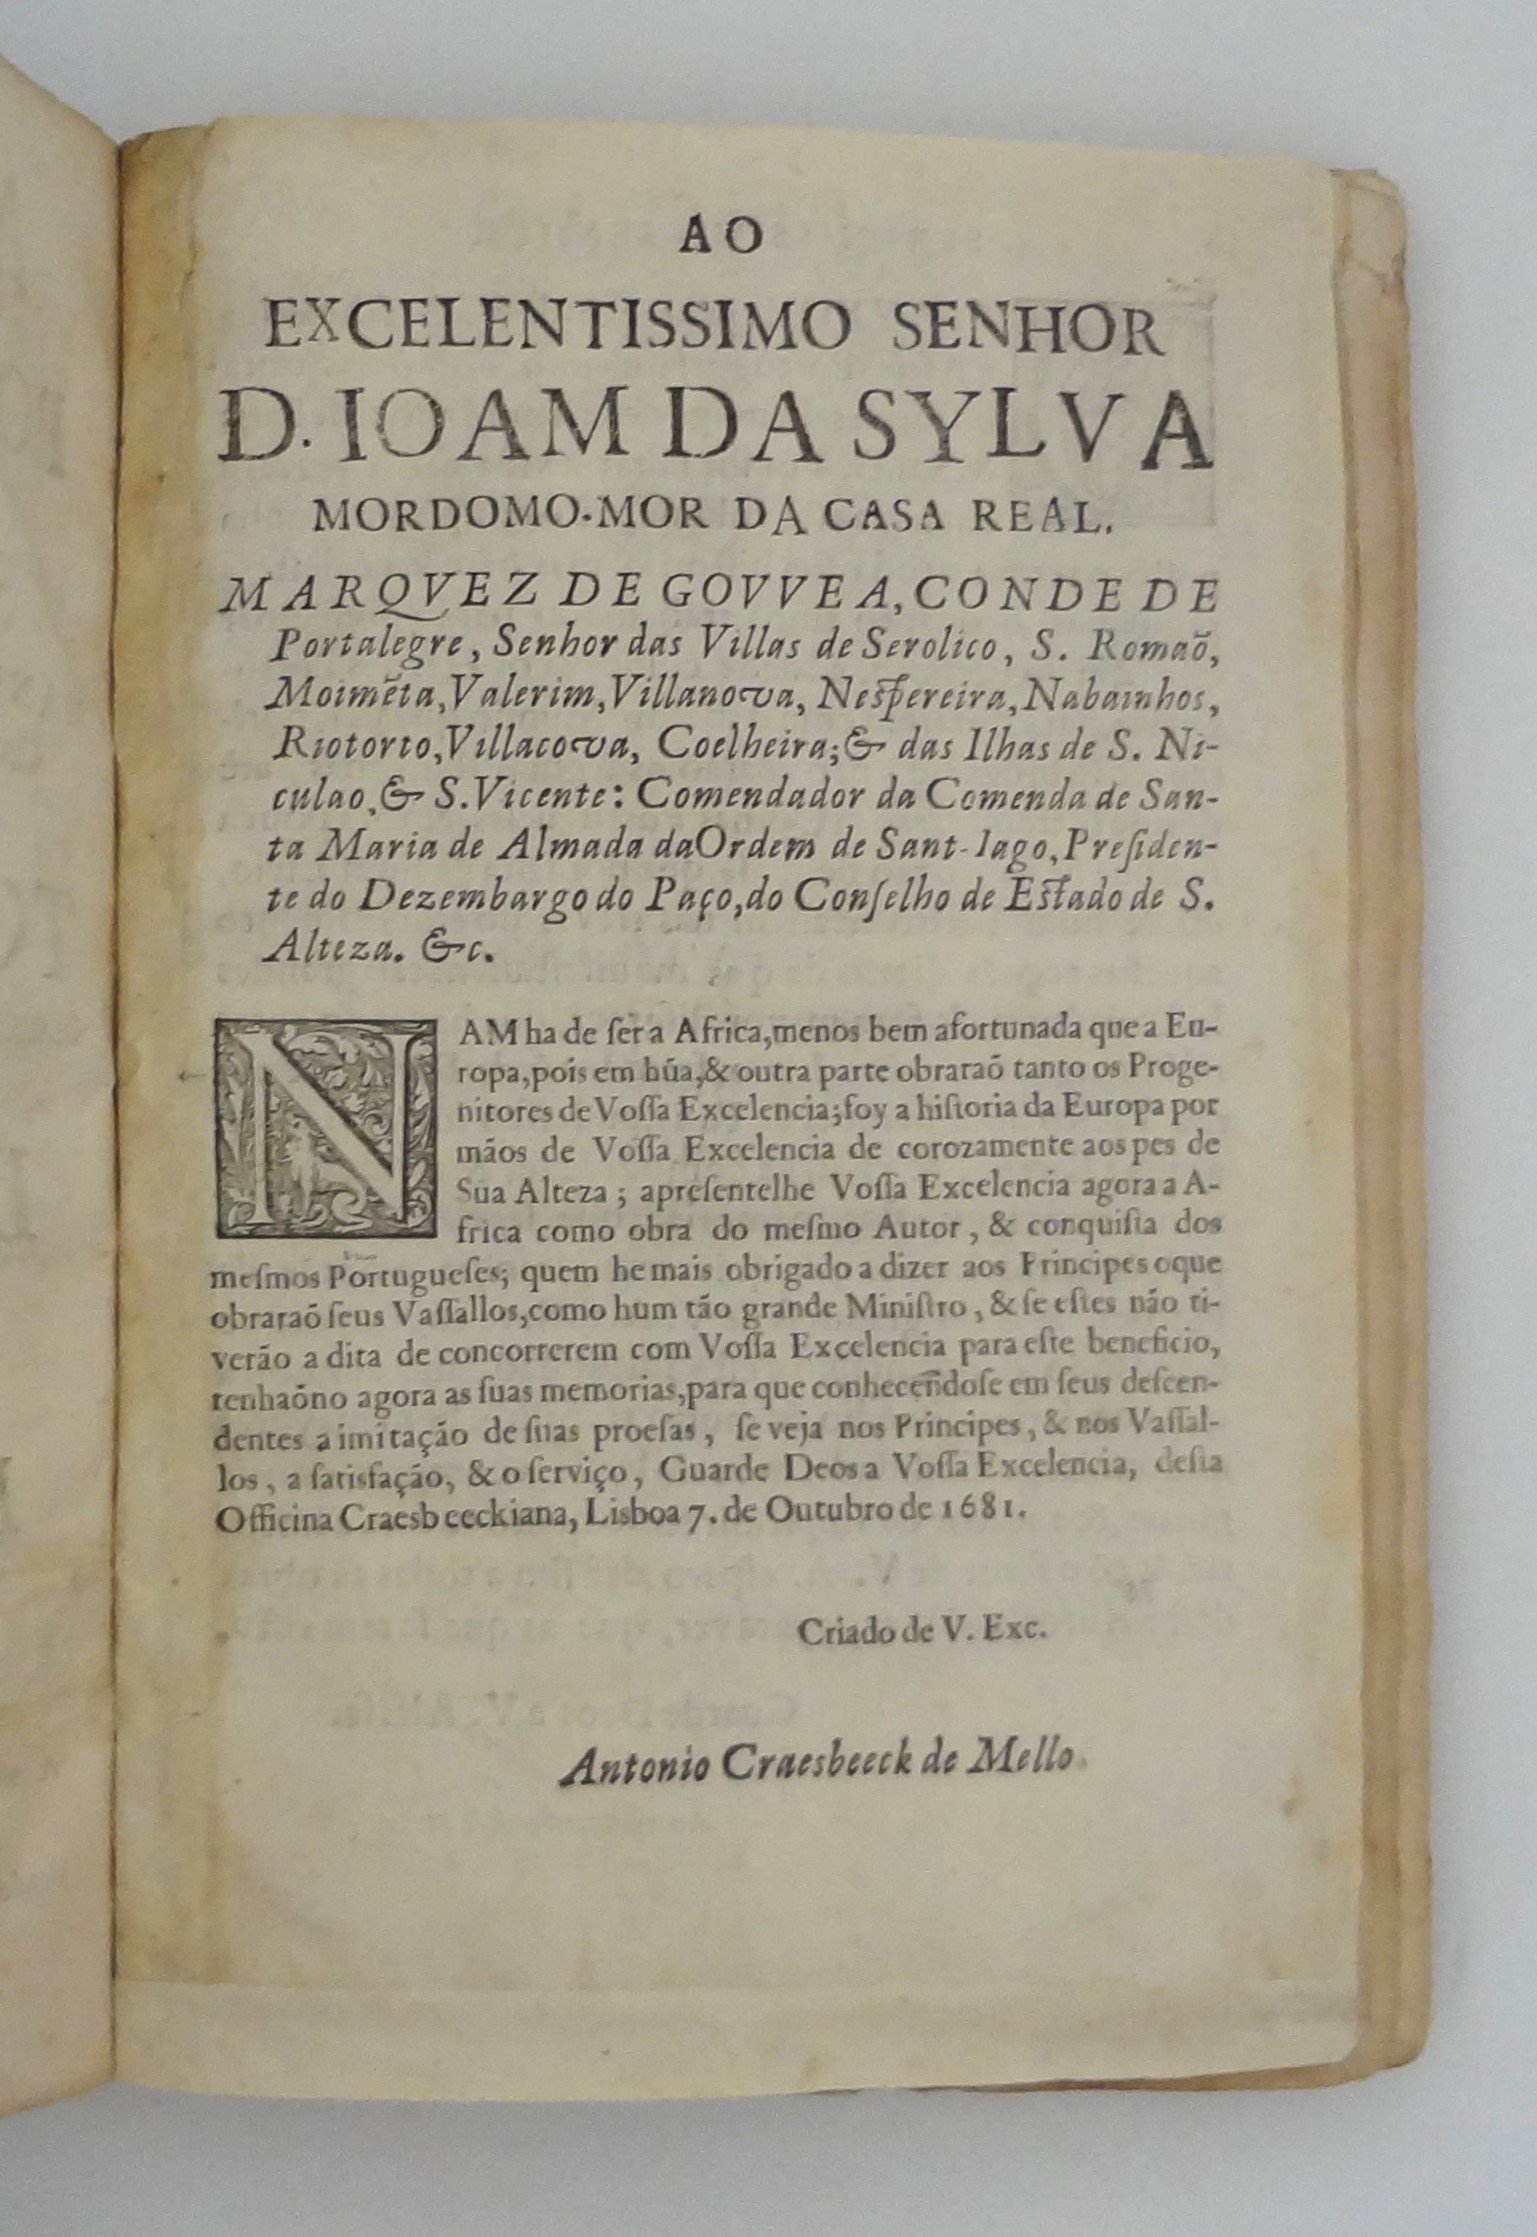 AO
EXCELENTISSIMO SENHOR
D. IOAM DA SYLVA
MORDOMO-MOR DA CASA REAL.
MARQVEZ DE GOVVEA, CONDE DE
Portalegre, Senhor das Villas de Serolico, S. Romaõ,
Moimẽta, Valerim, Villanova, Neſpereira, Nabainhos,
Riotorto, Villacova, Coelheira; & das Ilhas de S. Ni-
culao, & S. Vicente: Comendador da Comenda de San-
ta Maria de Almada da Ordem de Sant-Iago, Preſiden-
te do Dezembargo do Paço, do Conſelho de Eſtado de S.
Alteza. &c.
NAM ha de ſer a Africa, menos bem afortunada que a Eu-
ropa, pois em hũa, & outra parte obraraõ tanto os Proge-
nitores de Voſſa Excelencia; foy a hiſtoria da Europa por
mãos de Voſſa Excelencia de corozamente aos pes de
Sua Alteza; apreſentelhe Voſſa Excelencia agora a A-
frica como obra do meſmo Autor, & conquiſta dos
meſmos Portugueſes; quem he mais obrigado a dizer aos Principes oque
obraraõ ſeus Vaſſallos, como hum tão grande Miniſtro, & ſe eſtes não ti-
verão a dita de concorrerem com Voſſa Excelencia para eſte beneficio,
tenhaõno agora as ſuas memorias, para que conhecẽndoſe em ſeus deſcen-
dentes a imitação de ſuas proeſas, ſe veja nos Principes, & nos Vaſſal-
los, a ſatisfação, & o ſerviço, Guarde Deos a Voſſa Excelencia, deſta
Officina Craesbeeckiana, Lisboa 7. de Outubro de 1681.
Criado de V. Exc.
Antonio Craesbeeck de Mello.